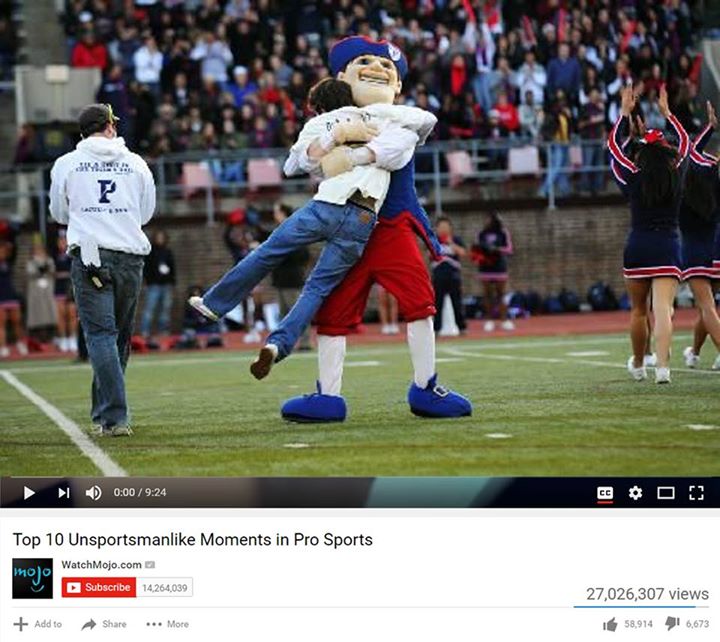 P
0:00 / 9:24
CC
Top 10 Unsportsmanlike Moments in Pro Sports
mojo
WatchMojo.com
Subscribe 14,264,039
27,026,307 views
Add to Share More
58,914 6,673